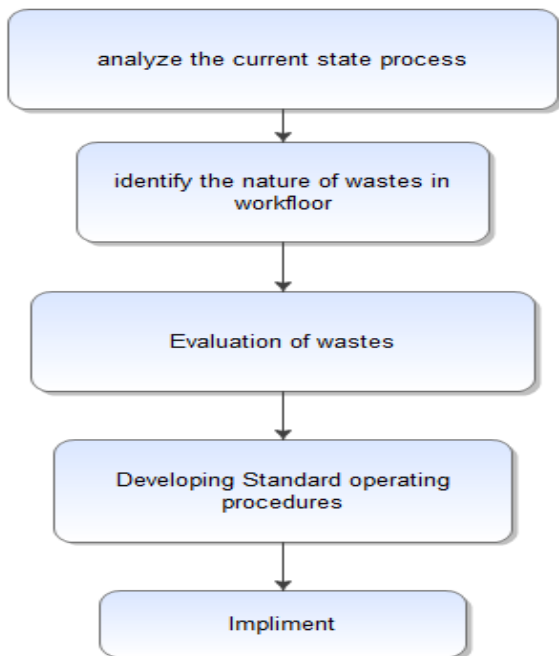 analyze the current state process
identify the nature of wastes in
workfloor
Evaluation of wastes
Developing Standard operating
procedures
Impliment